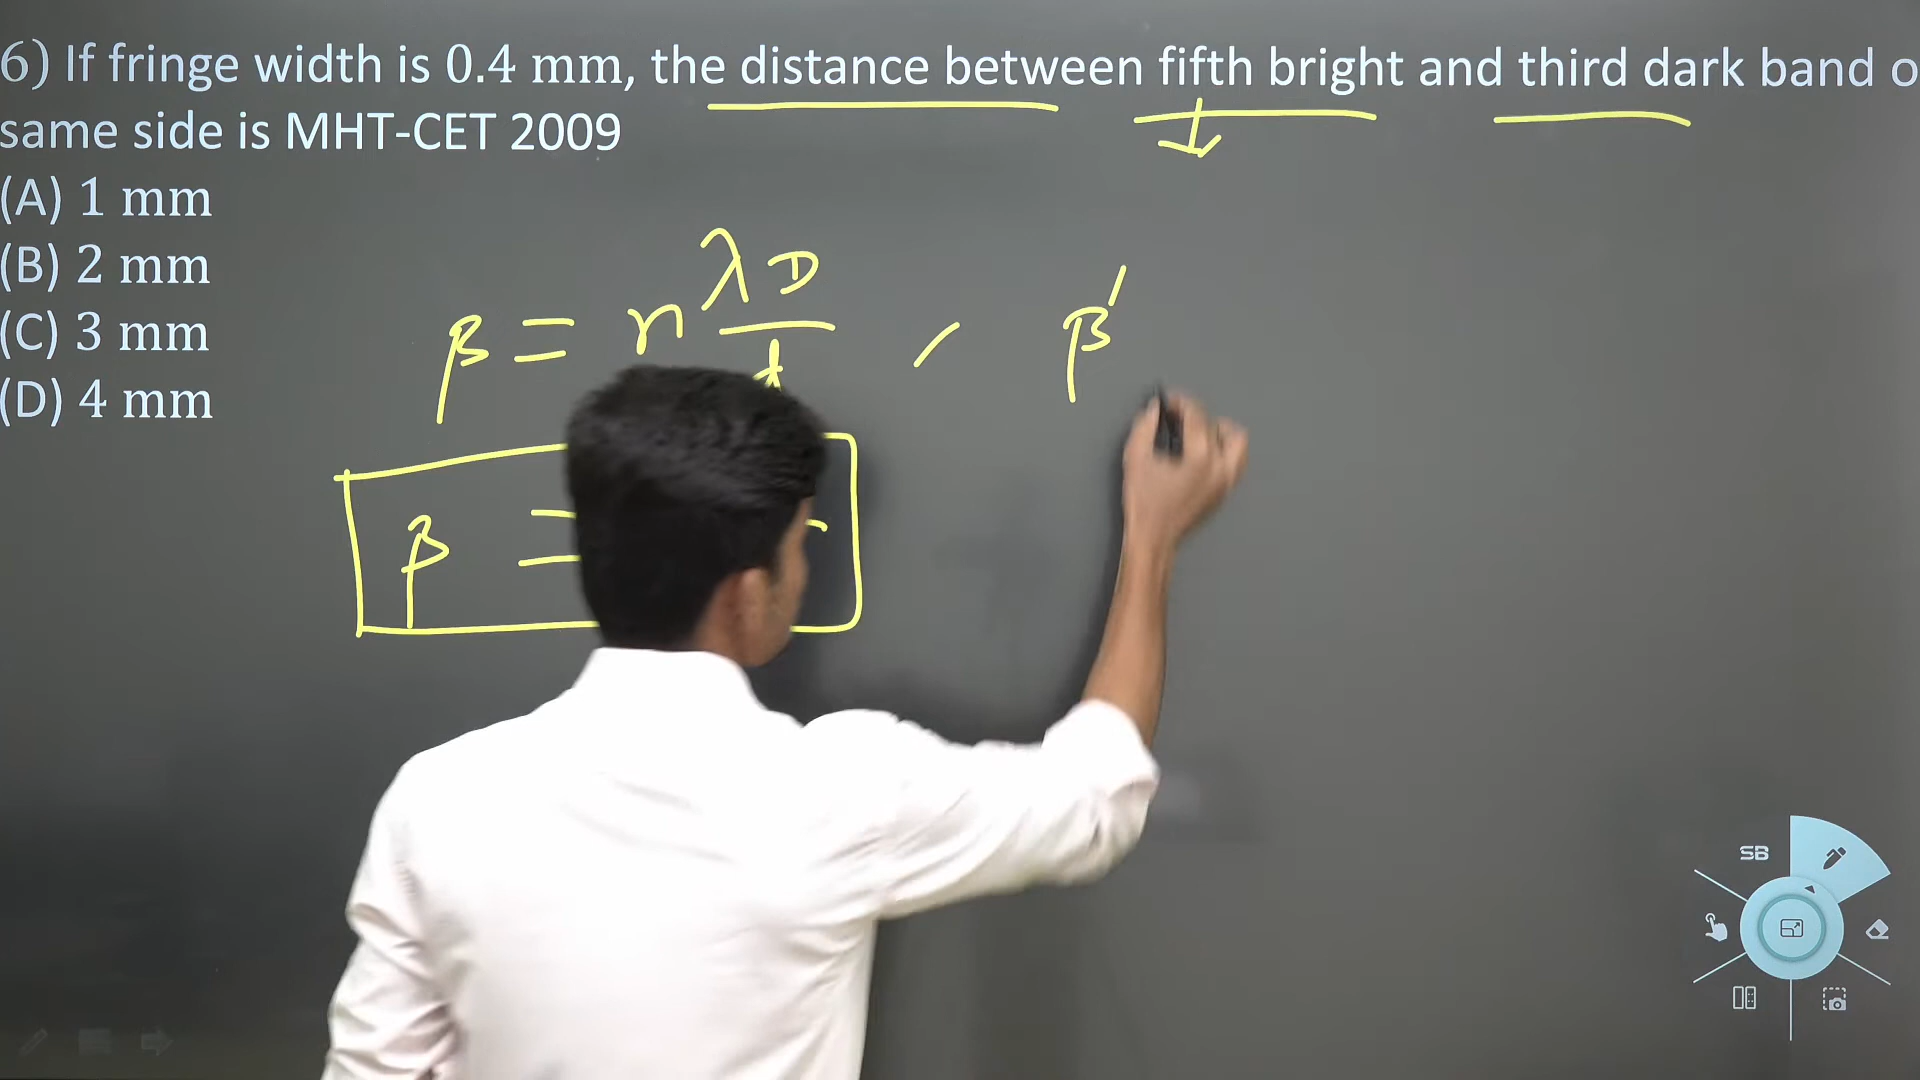 6) If fringe width is 0.4 mm, the distance between fifth bright and third dark band o
same side is MHT-CET 2009
(A) 1 mm
(B) 2 mm
(C) 3 mm
(D) 4 mm
β = n λD / d , β'
β =
SB